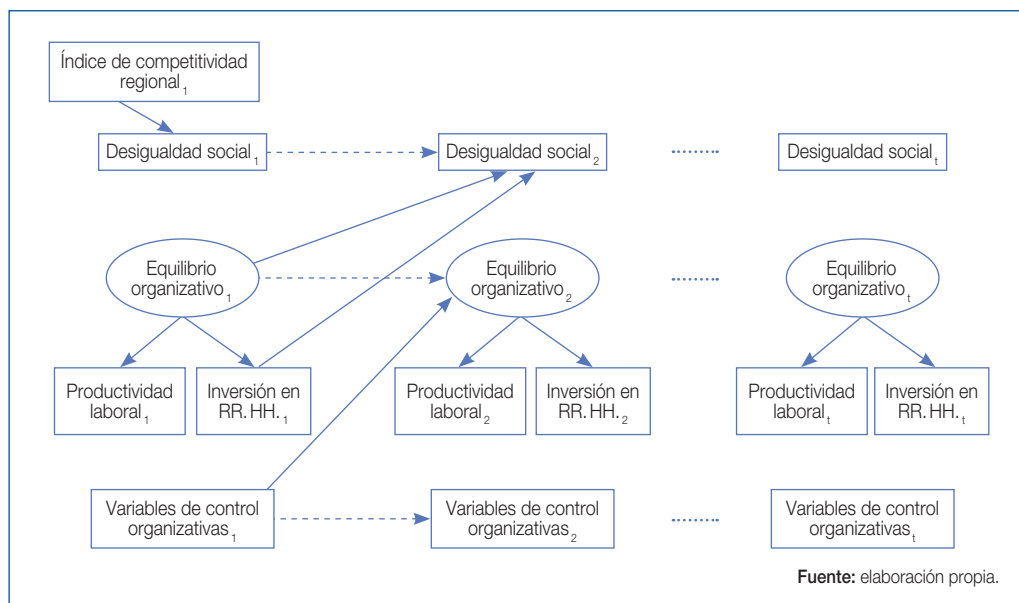 Índice de competitividad
regional 1
Desigualdad social 1
Desigualdad social 2
Desigualdad social t
Equilibrio
organizativo 1
Equilibrio
organizativo 2
Equilibrio
organizativo t
Productividad
laboral 1
Inversión en
RR. HH. 1
Productividad
laboral 2
Inversión en
RR. HH. 2
Productividad
laboral t
Inversión en
RR. HH. t
Variables de control
organizativas 1
Variables de control
organizativas 2
Variables de control
organizativas t
Fuente: elaboración propia.